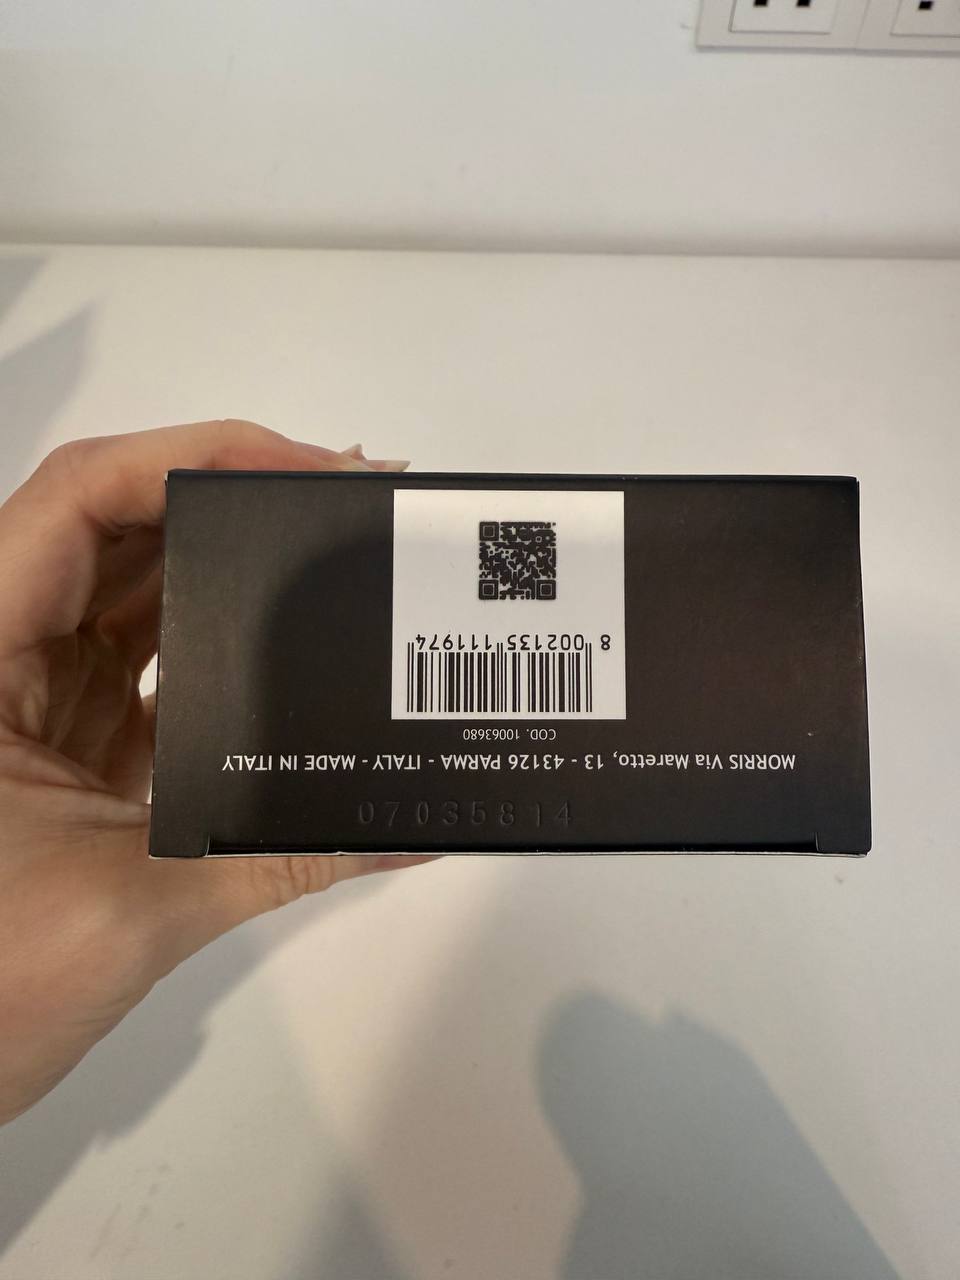 07035814
MORRIS Via Maretto, 13 - 43126 PARMA - ITALY - MADE IN ITALY
COD. 10063680
8 002135 111974